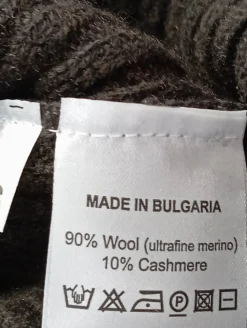 MADE IN BULGARIA
90% Wool (ultrafine merino)
10% Cashmere